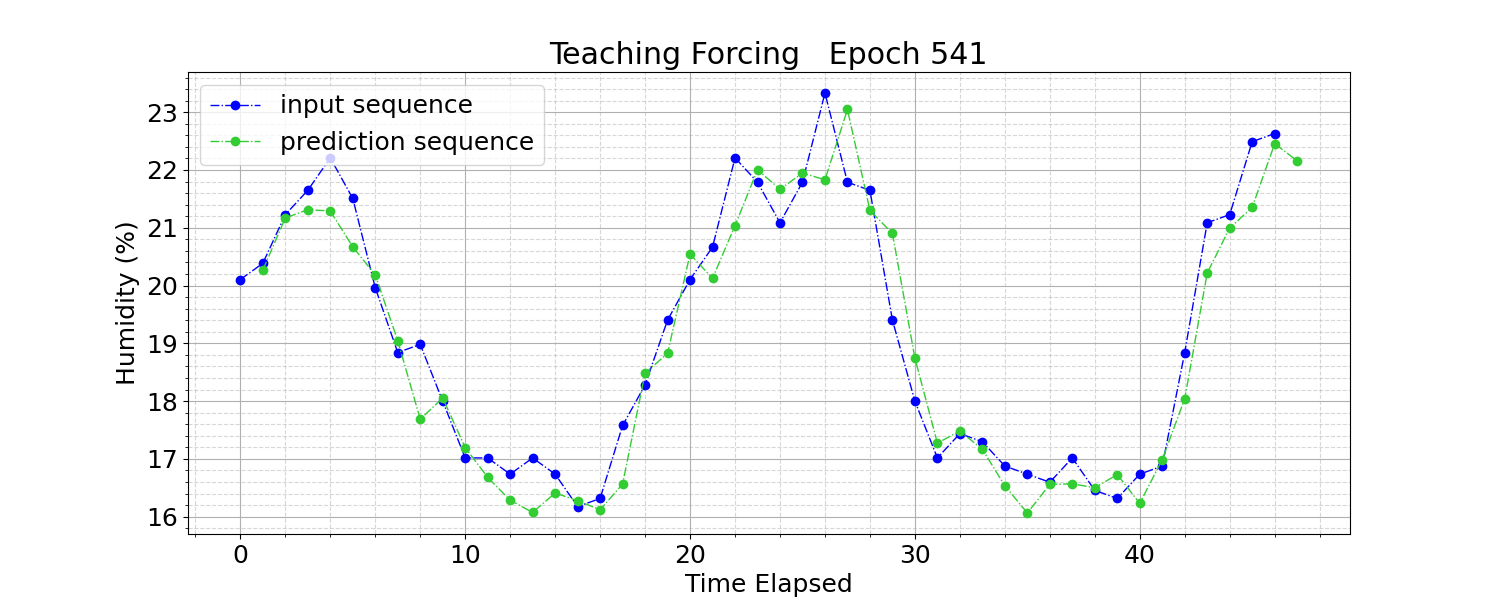 Teaching Forcing   Epoch 541
input sequence
prediction sequence
Humidity (%)
23
22
21
20
19
18
17
16
0 10 20 30 40
Time Elapsed